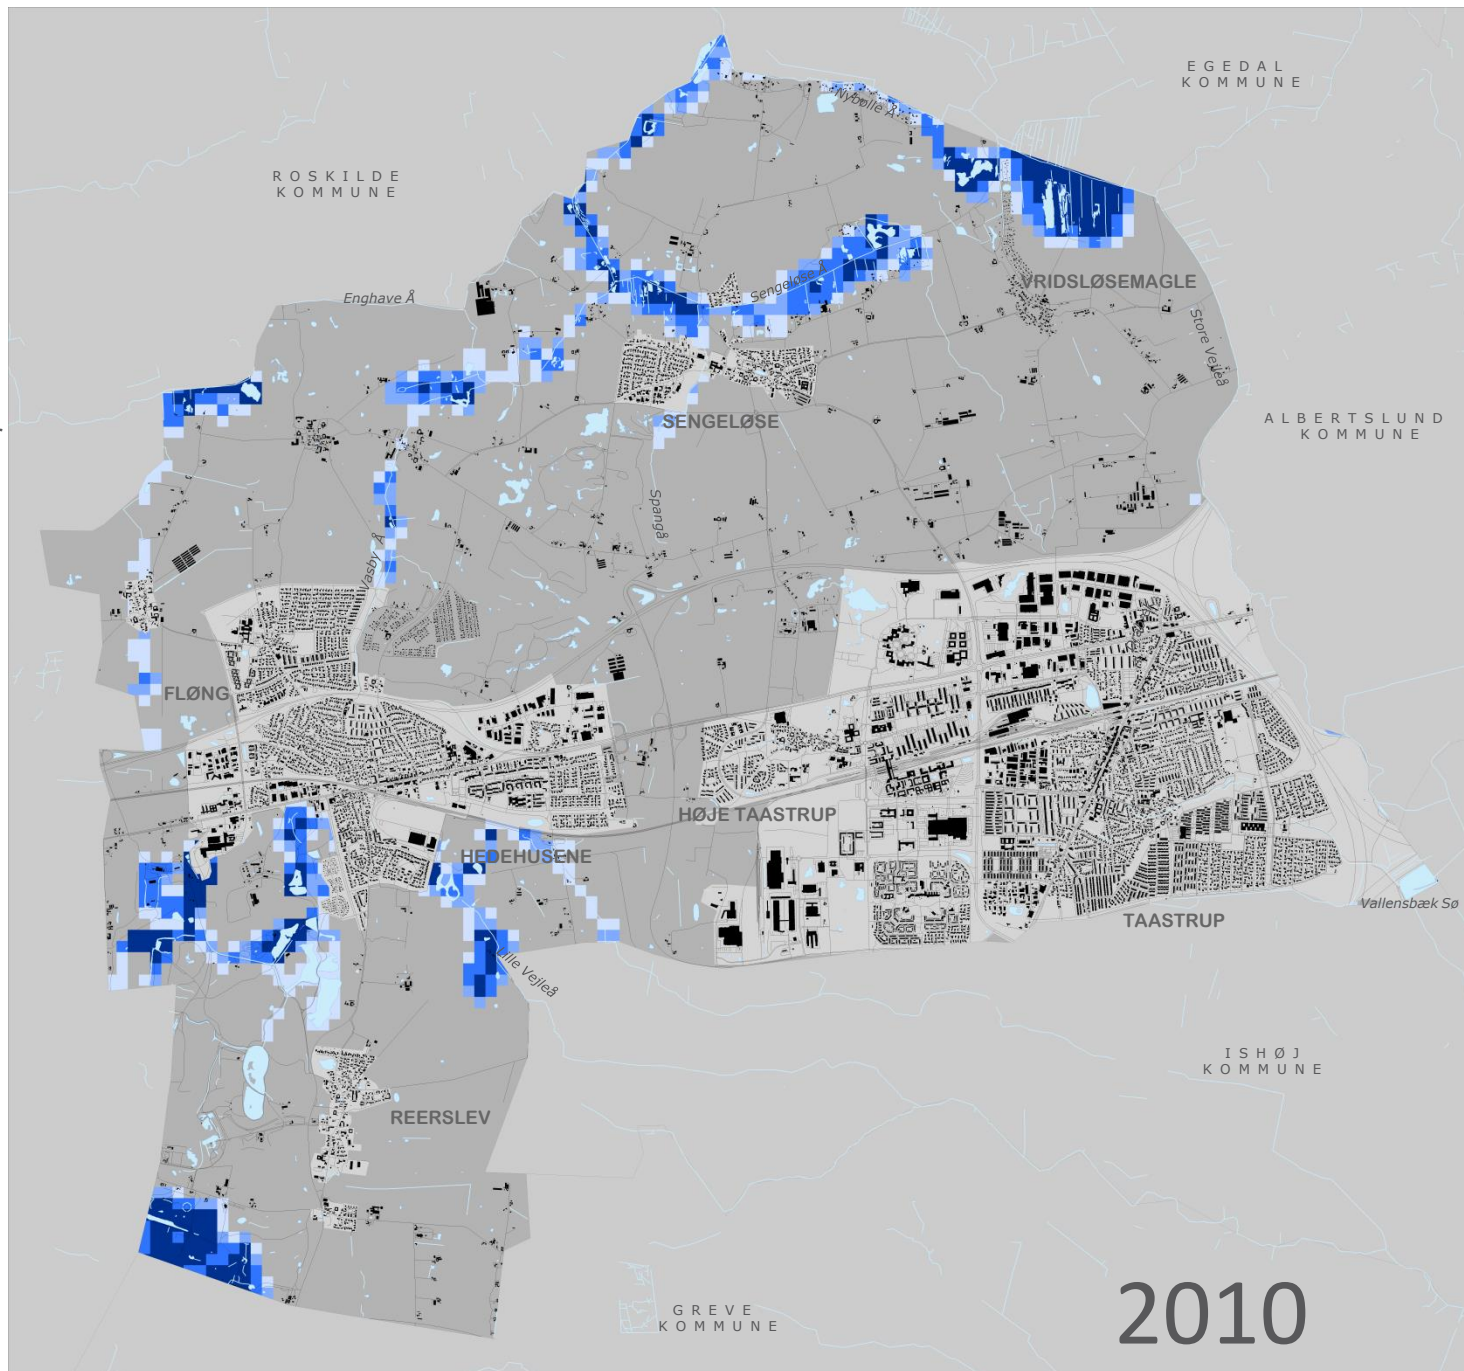 EGEDAL
KOMMUNE
Nybølle Å
ROSKILDE
KOMMUNE
Sengeløse Å
VRIDSLØSEMAGLE
Enghave Å
Store Vejleå
SENGELØSE
ALBERTSLUND
KOMMUNE
Spangå
Vasby Å
FLØNG
HØJE TAASTRUP
HEDEHUSENE
Vallensbæk Sø
TAASTRUP
Lille Vejleå
ISHØJ
KOMMUNE
REERSLEV
GREVE
KOMMUNE
2010